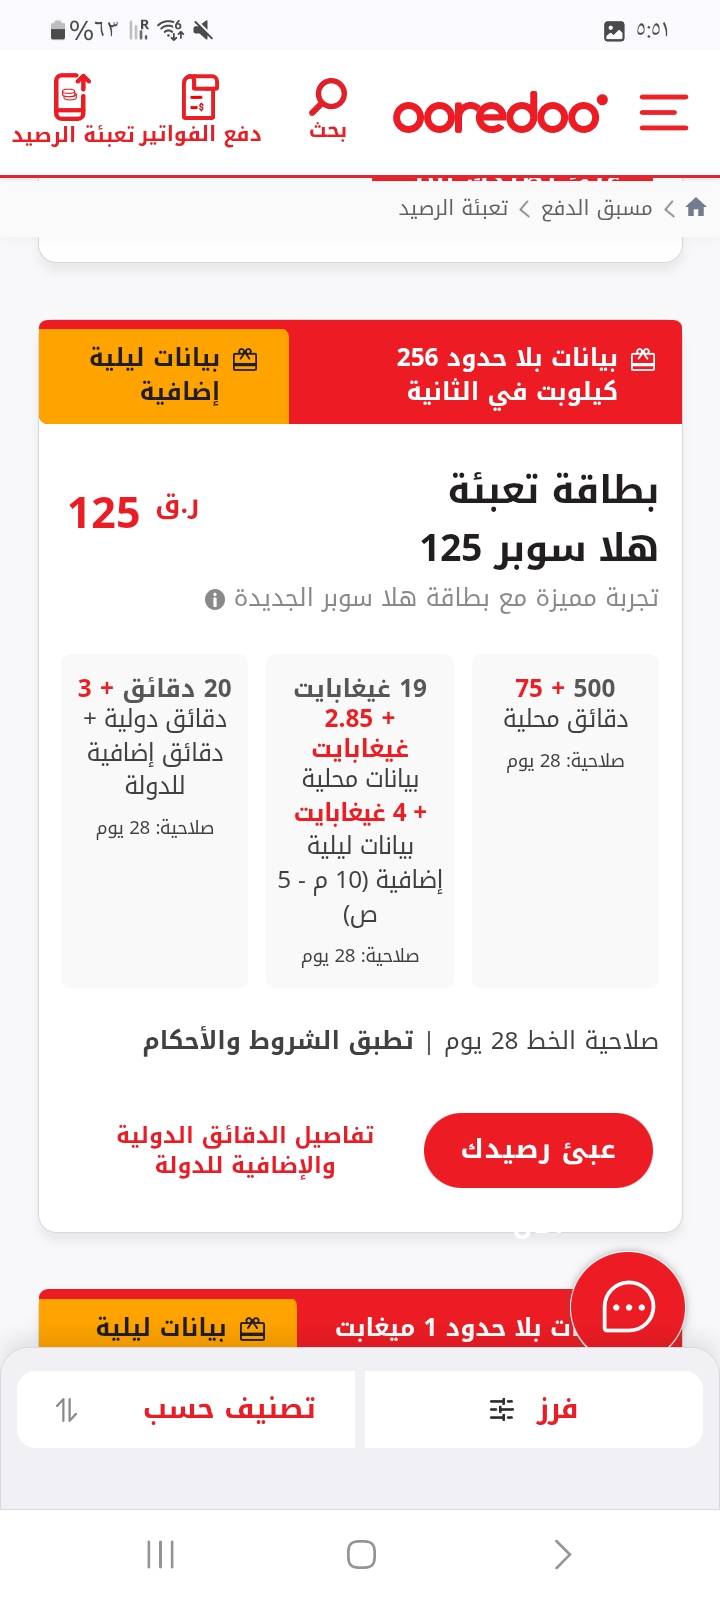 ٥:٥١
%٦٣
ooredoo
بحث
دفع الفواتير
تعبئة الرصيد
مسبق الدفع
تعبئة الرصيد
بيانات بلا حدود 256
كيلوبت في الثانية
بيانات ليلية
إضافية
بطاقة تعبئة
هلا سوبر 125
ر.ق 125
تجربة مميزة مع بطاقة هلا سوبر الجديدة
500 + 75
دقائق محلية
صلاحية: 28 يوم
19 غيغابايت
+ 2.85
غيغابايت
بيانات محلية
+ 4 غيغابايت
بيانات ليلية
إضافية (10 م - 5
ص)
صلاحية: 28 يوم
20 دقائق + 3
دقائق دولية +
دقائق إضافية
للدولة
صلاحية: 28 يوم
صلاحية الخط 28 يوم | تطبق الشروط والأحكام
عبئ رصيدك
تفاصيل الدقائق الدولية
والإضافية للدولة
بلا حدود 1 ميغابت
بيانات ليلية
فرز
تصنيف حسب